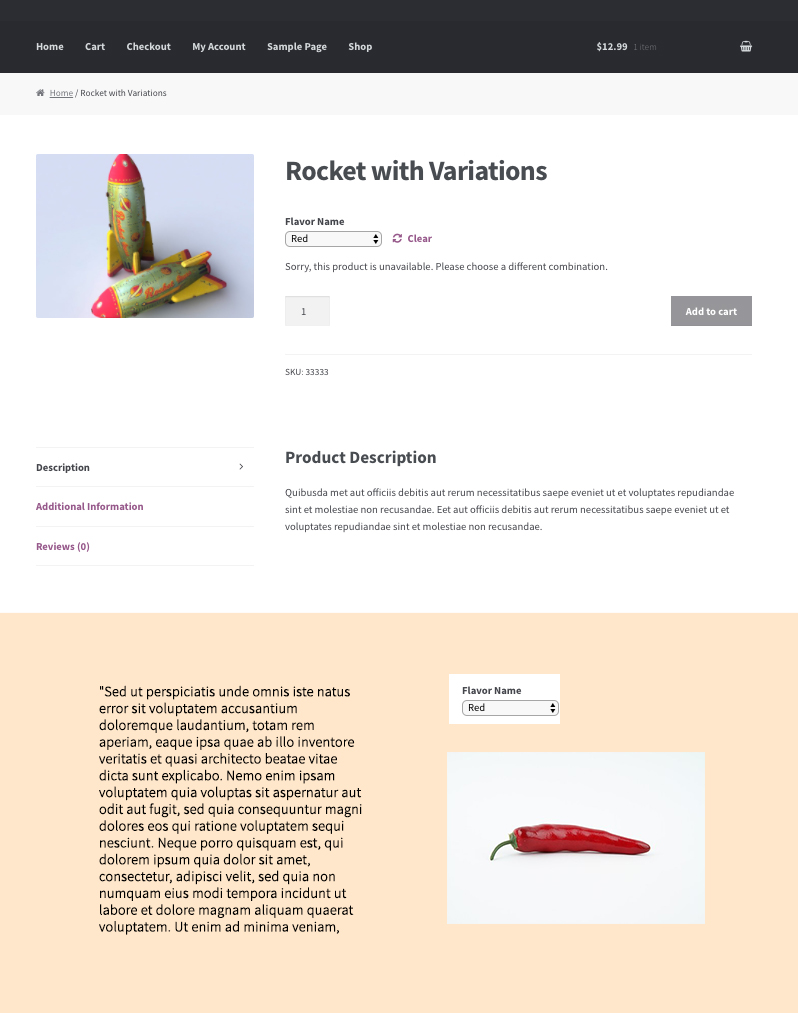 Home Cart Checkout My Account Sample Page Shop $12.99 1 item
Home / Rocket with Variations
Rocket with Variations
Flavor Name
Red Clear
Sorry, this product is unavailable. Please choose a different combination.
1 Add to cart
SKU: 33333
Description
Additional Information
Reviews (0)
Product Description
Quibusda met aut officiis debitis aut rerum necessitatibus saepe eveniet ut et voluptates repudiandae
sint et molestiae non recusandae. Eet aut officiis debitis aut rerum necessitatibus saepe eveniet ut et
voluptates repudiandae sint et molestiae non recusandae.
"Sed ut perspiciatis unde omnis iste natus
error sit voluptatem accusantium
doloremque laudantium, totam rem
aperiam, eaque ipsa quae ab illo inventore
veritatis et quasi architecto beatae vitae
dicta sunt explicabo. Nemo enim ipsam
voluptatem quia voluptas sit aspernatur aut
odit aut fugit, sed quia consequuntur magni
dolores eos qui ratione voluptatem sequi
nesciunt. Neque porro quisquam est, qui
dolorem ipsum quia dolor sit amet,
consectetur, adipisci velit, sed quia non
numquam eius modi tempora incidunt ut
labore et dolore magnam aliquam quaerat
voluptatem. Ut enim ad minima veniam,
Flavor Name
Red